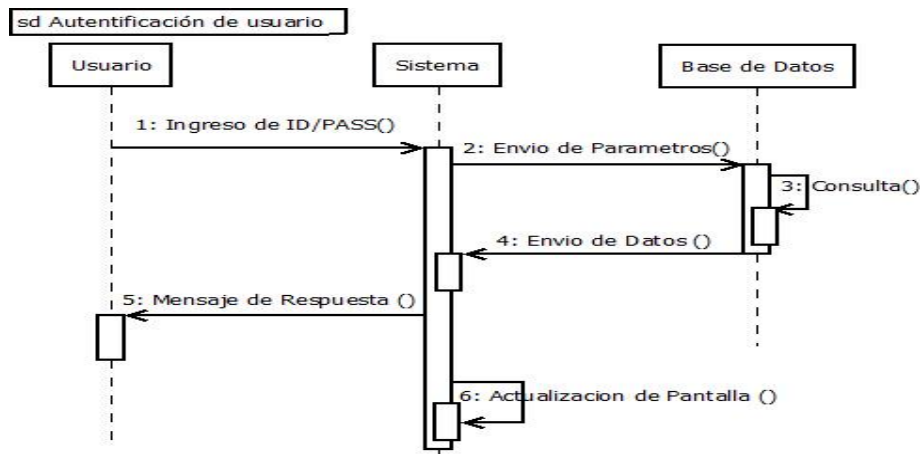 sd Autentificación de usuario
Usuario
Sistema
Base de Datos
1: Ingreso de ID/PASS()
2: Envio de Parametros()
3: Consulta()
4: Envio de Datos ()
5: Mensaje de Respuesta ()
6: Actualizacion de Pantalla ()